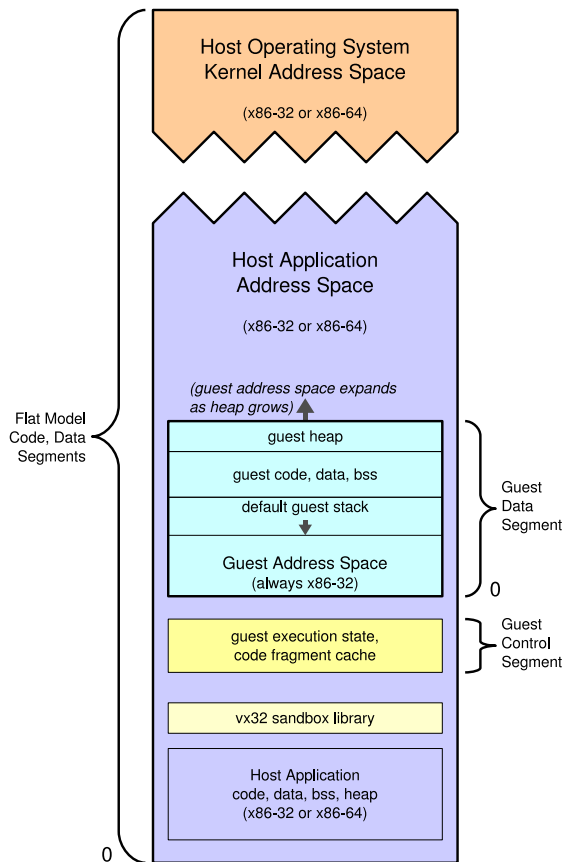 Host Operating System
Kernel Address Space
(x86-32 or x86-64)
Host Application
Address Space
(x86-32 or x86-64)
(guest address space expands
as heap grows)
Flat Model
Code, Data
Segments
guest heap
guest code, data, bss
default guest stack
Guest Address Space
(always x86-32)
Guest
Data
Segment
0
guest execution state,
code fragment cache
Guest
Control
Segment
vx32 sandbox library
Host Application
code, data, bss, heap
(x86-32 or x86-64)
0